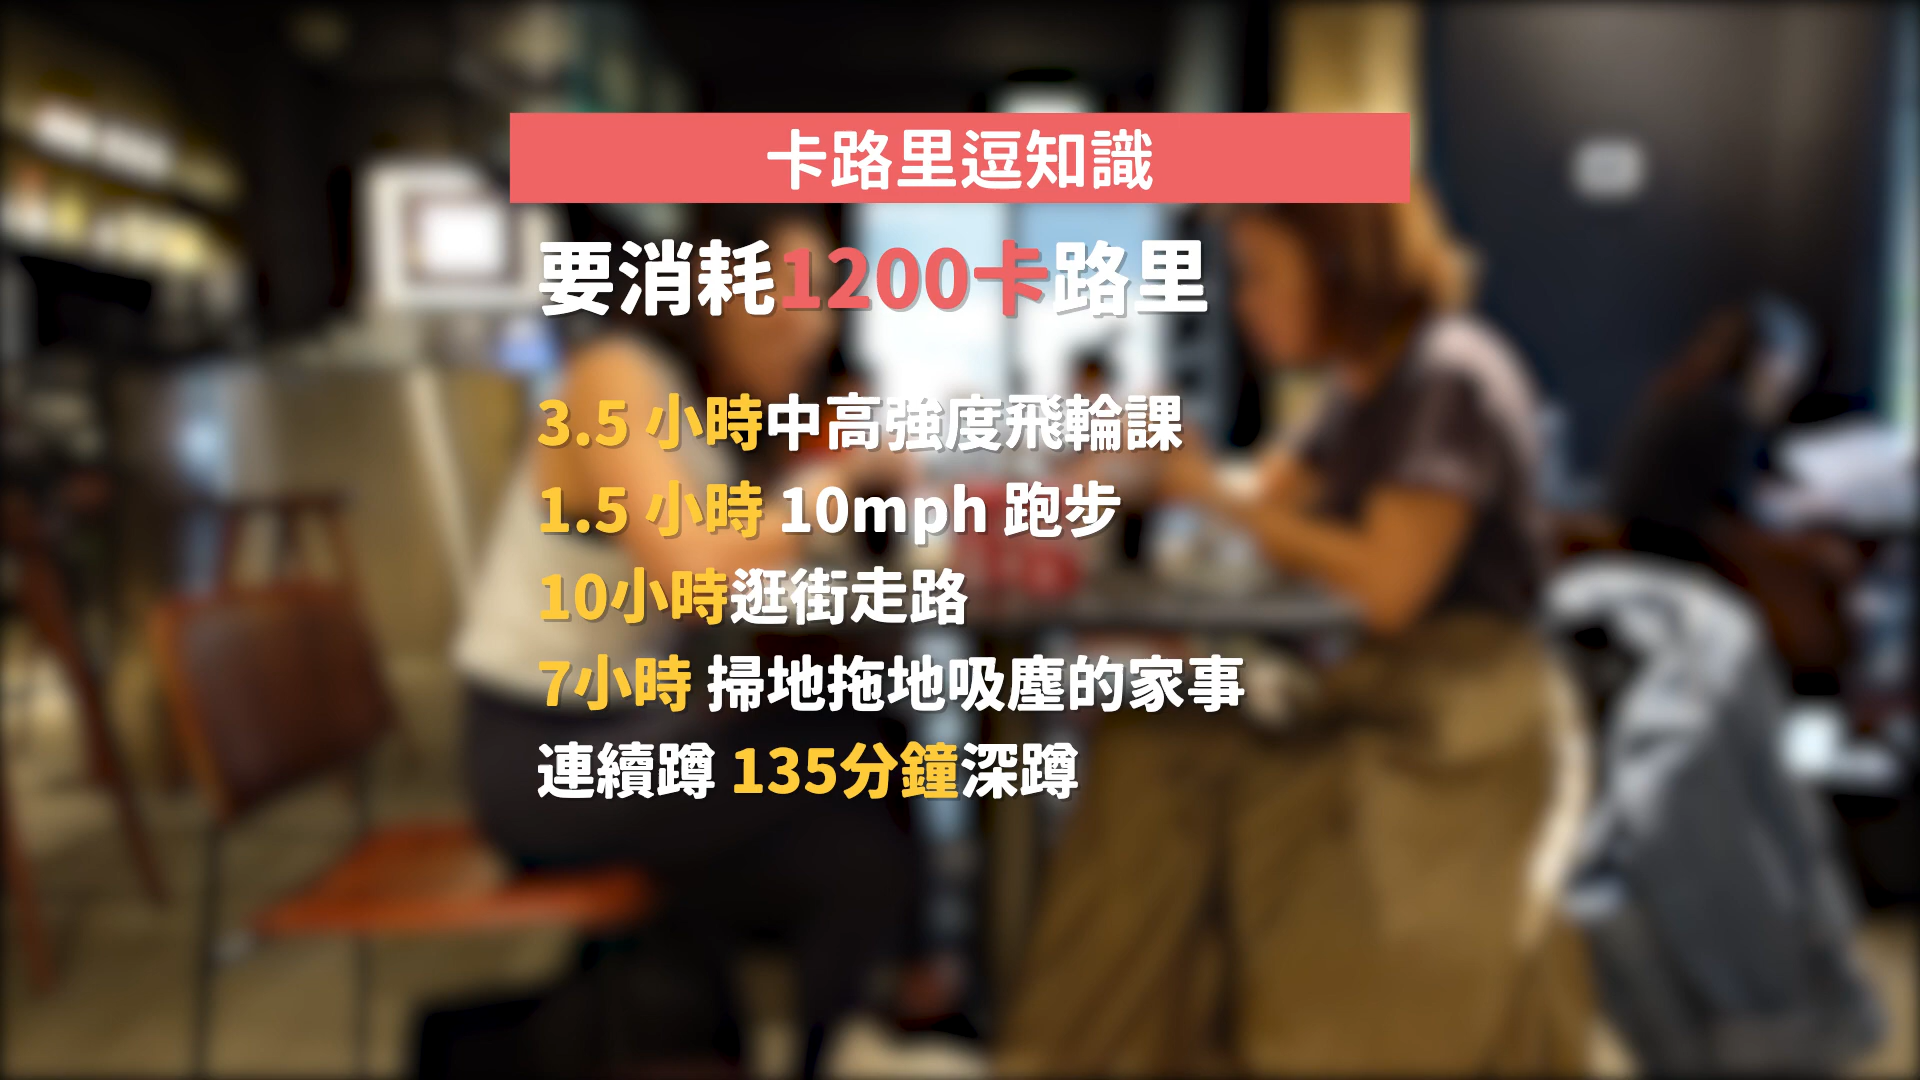 卡路里逗知識
要消耗1200卡路里
3.5 小時中高強度飛輪課
1.5 小時 10mph 跑步
10小時逛街走路
7小時 掃地拖地吸塵的家事
連續蹲 135分鐘深蹲